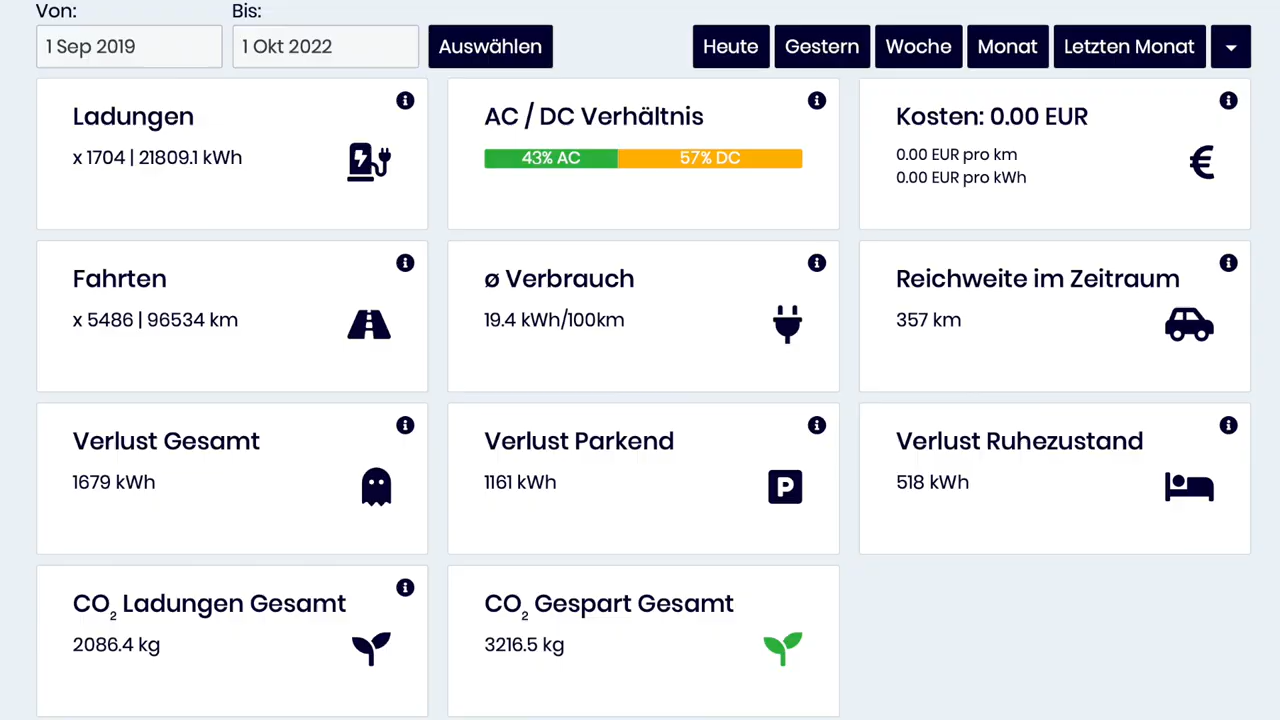 Von:
Bis:
1 Sep 2019
1 Okt 2022
Auswählen
Heute
Gestern
Woche
Monat
Letzten Monat
Ladungen
x 1704 | 21809.1 kWh
AC / DC Verhältnis
43% AC
57% DC
Kosten: 0.00 EUR
0.00 EUR pro km
0.00 EUR pro kWh
Fahrten
x 5486 | 96534 km
ø Verbrauch
19.4 kWh/100km
Reichweite im Zeitraum
357 km
Verlust Gesamt
1679 kWh
Verlust Parkend
1161 kWh
P
Verlust Ruhezustand
518 kWh
CO₂ Ladungen Gesamt
2086.4 kg
CO₂ Gespart Gesamt
3216.5 kg